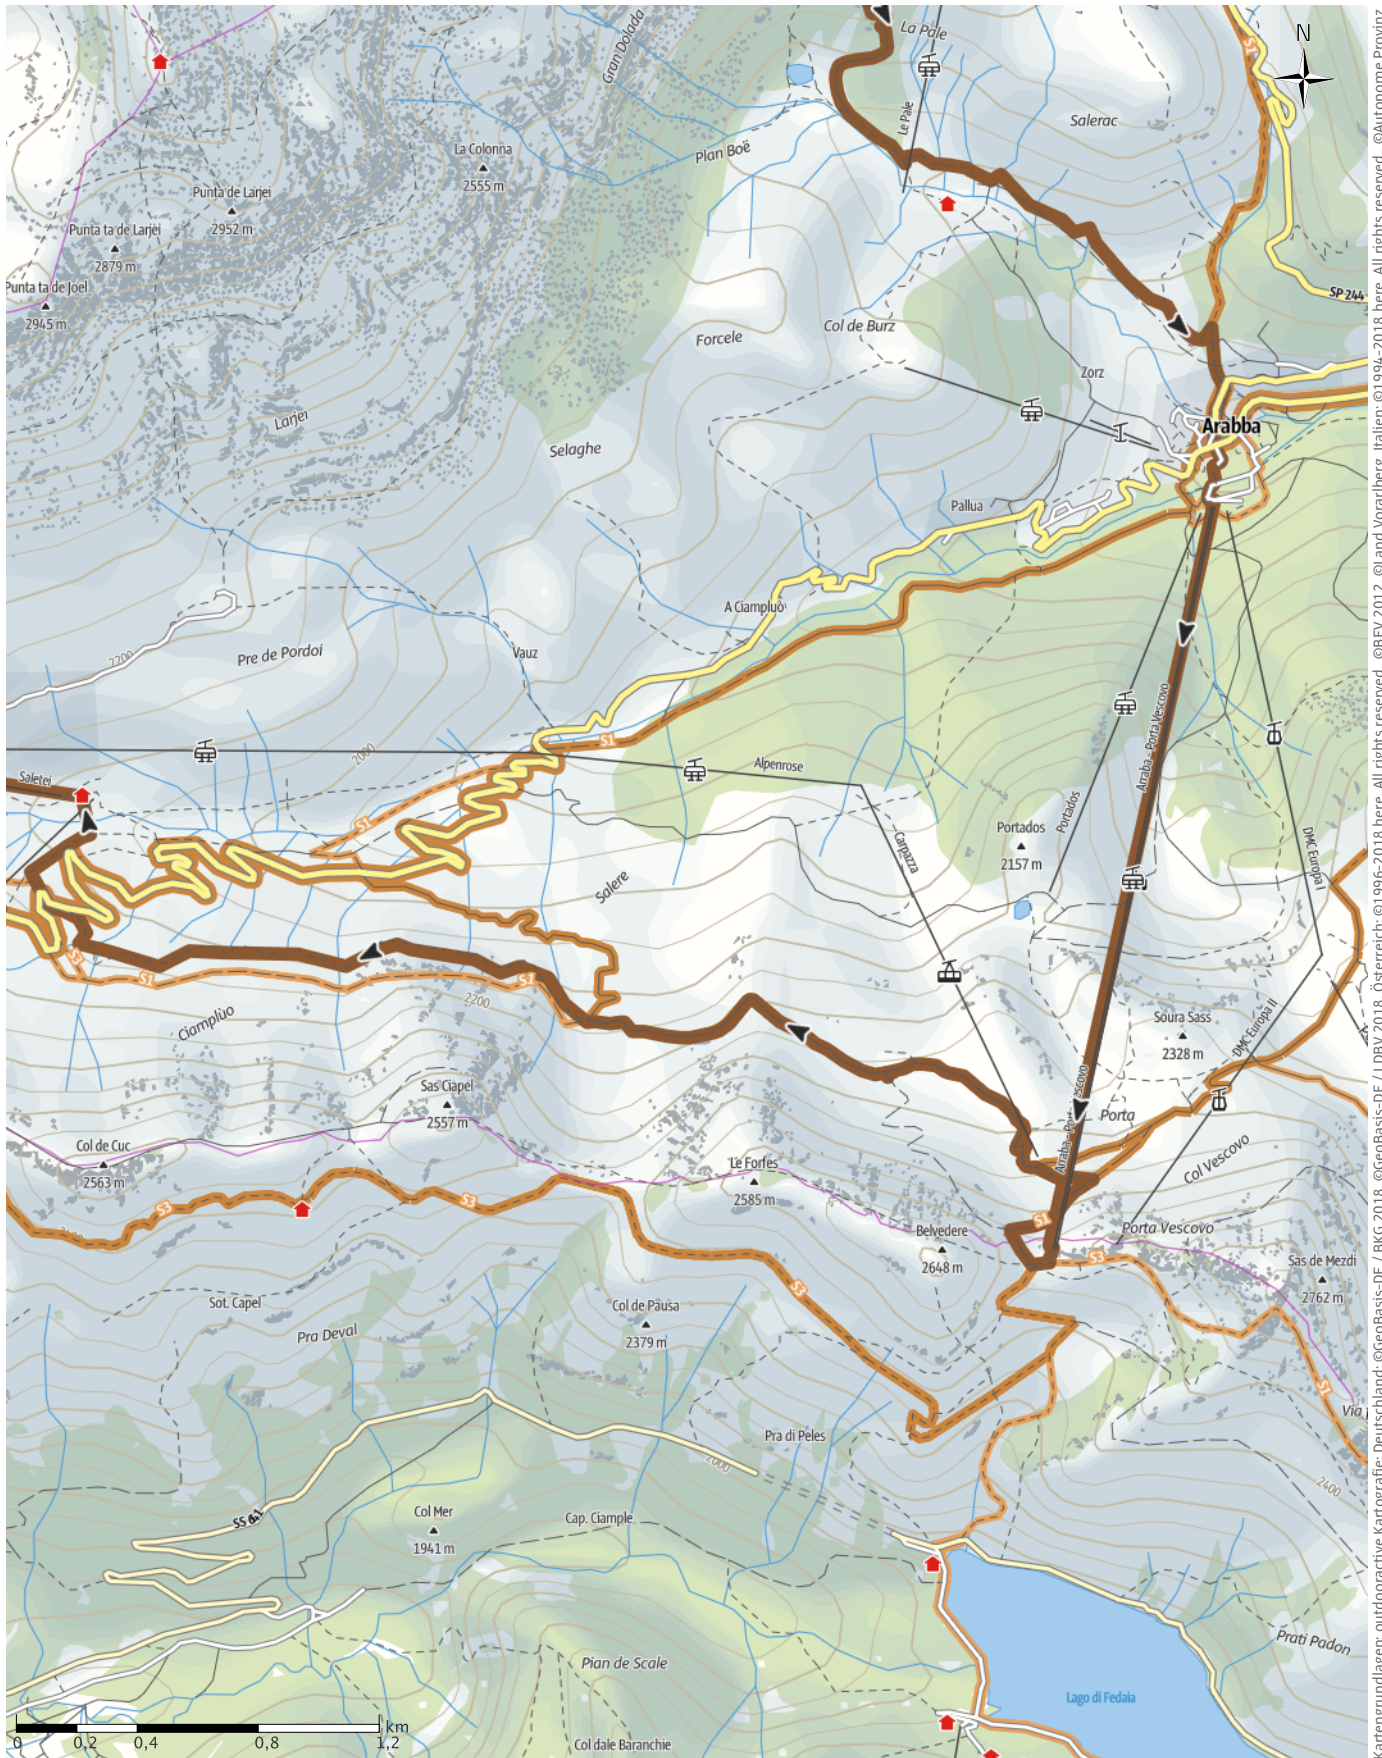 La Pale
N
S1
Gran Dolada
Le Pale
Salerac
Plan Boë
La Colonna
2555 m
Punta de Larjei
2952 m
Punta ta de Larjei
2879 m
Punta ta de Joel
2945 m
SP 244
Col de Burz
Forcele
Zorz
Larjei
Arabba
Selaghe
Pallua
A Ciampluò
2200
Pre de Pordoi
Vauz
Arraba - Porta Vescovo
S1
2000
Saletei
Alpenrose
Portados
Portados
2157 m
S1
Carpazza
DMC Europa I
Salere
S3
S1
S1
2200
Ciamplùo
Soura Sass
2328 m
DMC Europa II
Sas Ciapel
2557 m
Porta
Col de Cuc
2563 m
Le Forfes
2585 m
Col Vescovo
S3
S3
S1
Belvedere
2648 m
Porta Vescovo
S3
Sas de Mezdi
2762 m
S3
Sot. Capel
Pra Deval
Col de Pausa
2379 m
S1
Via
Pra di Peles
2000
2400
Col Mer
1941 m
Cap. Ciample
Pian de Scale
Prati Padon
Lago di Fedaia
Col dale Baranchie
km
0 0,2 0,4 0,8 1,2